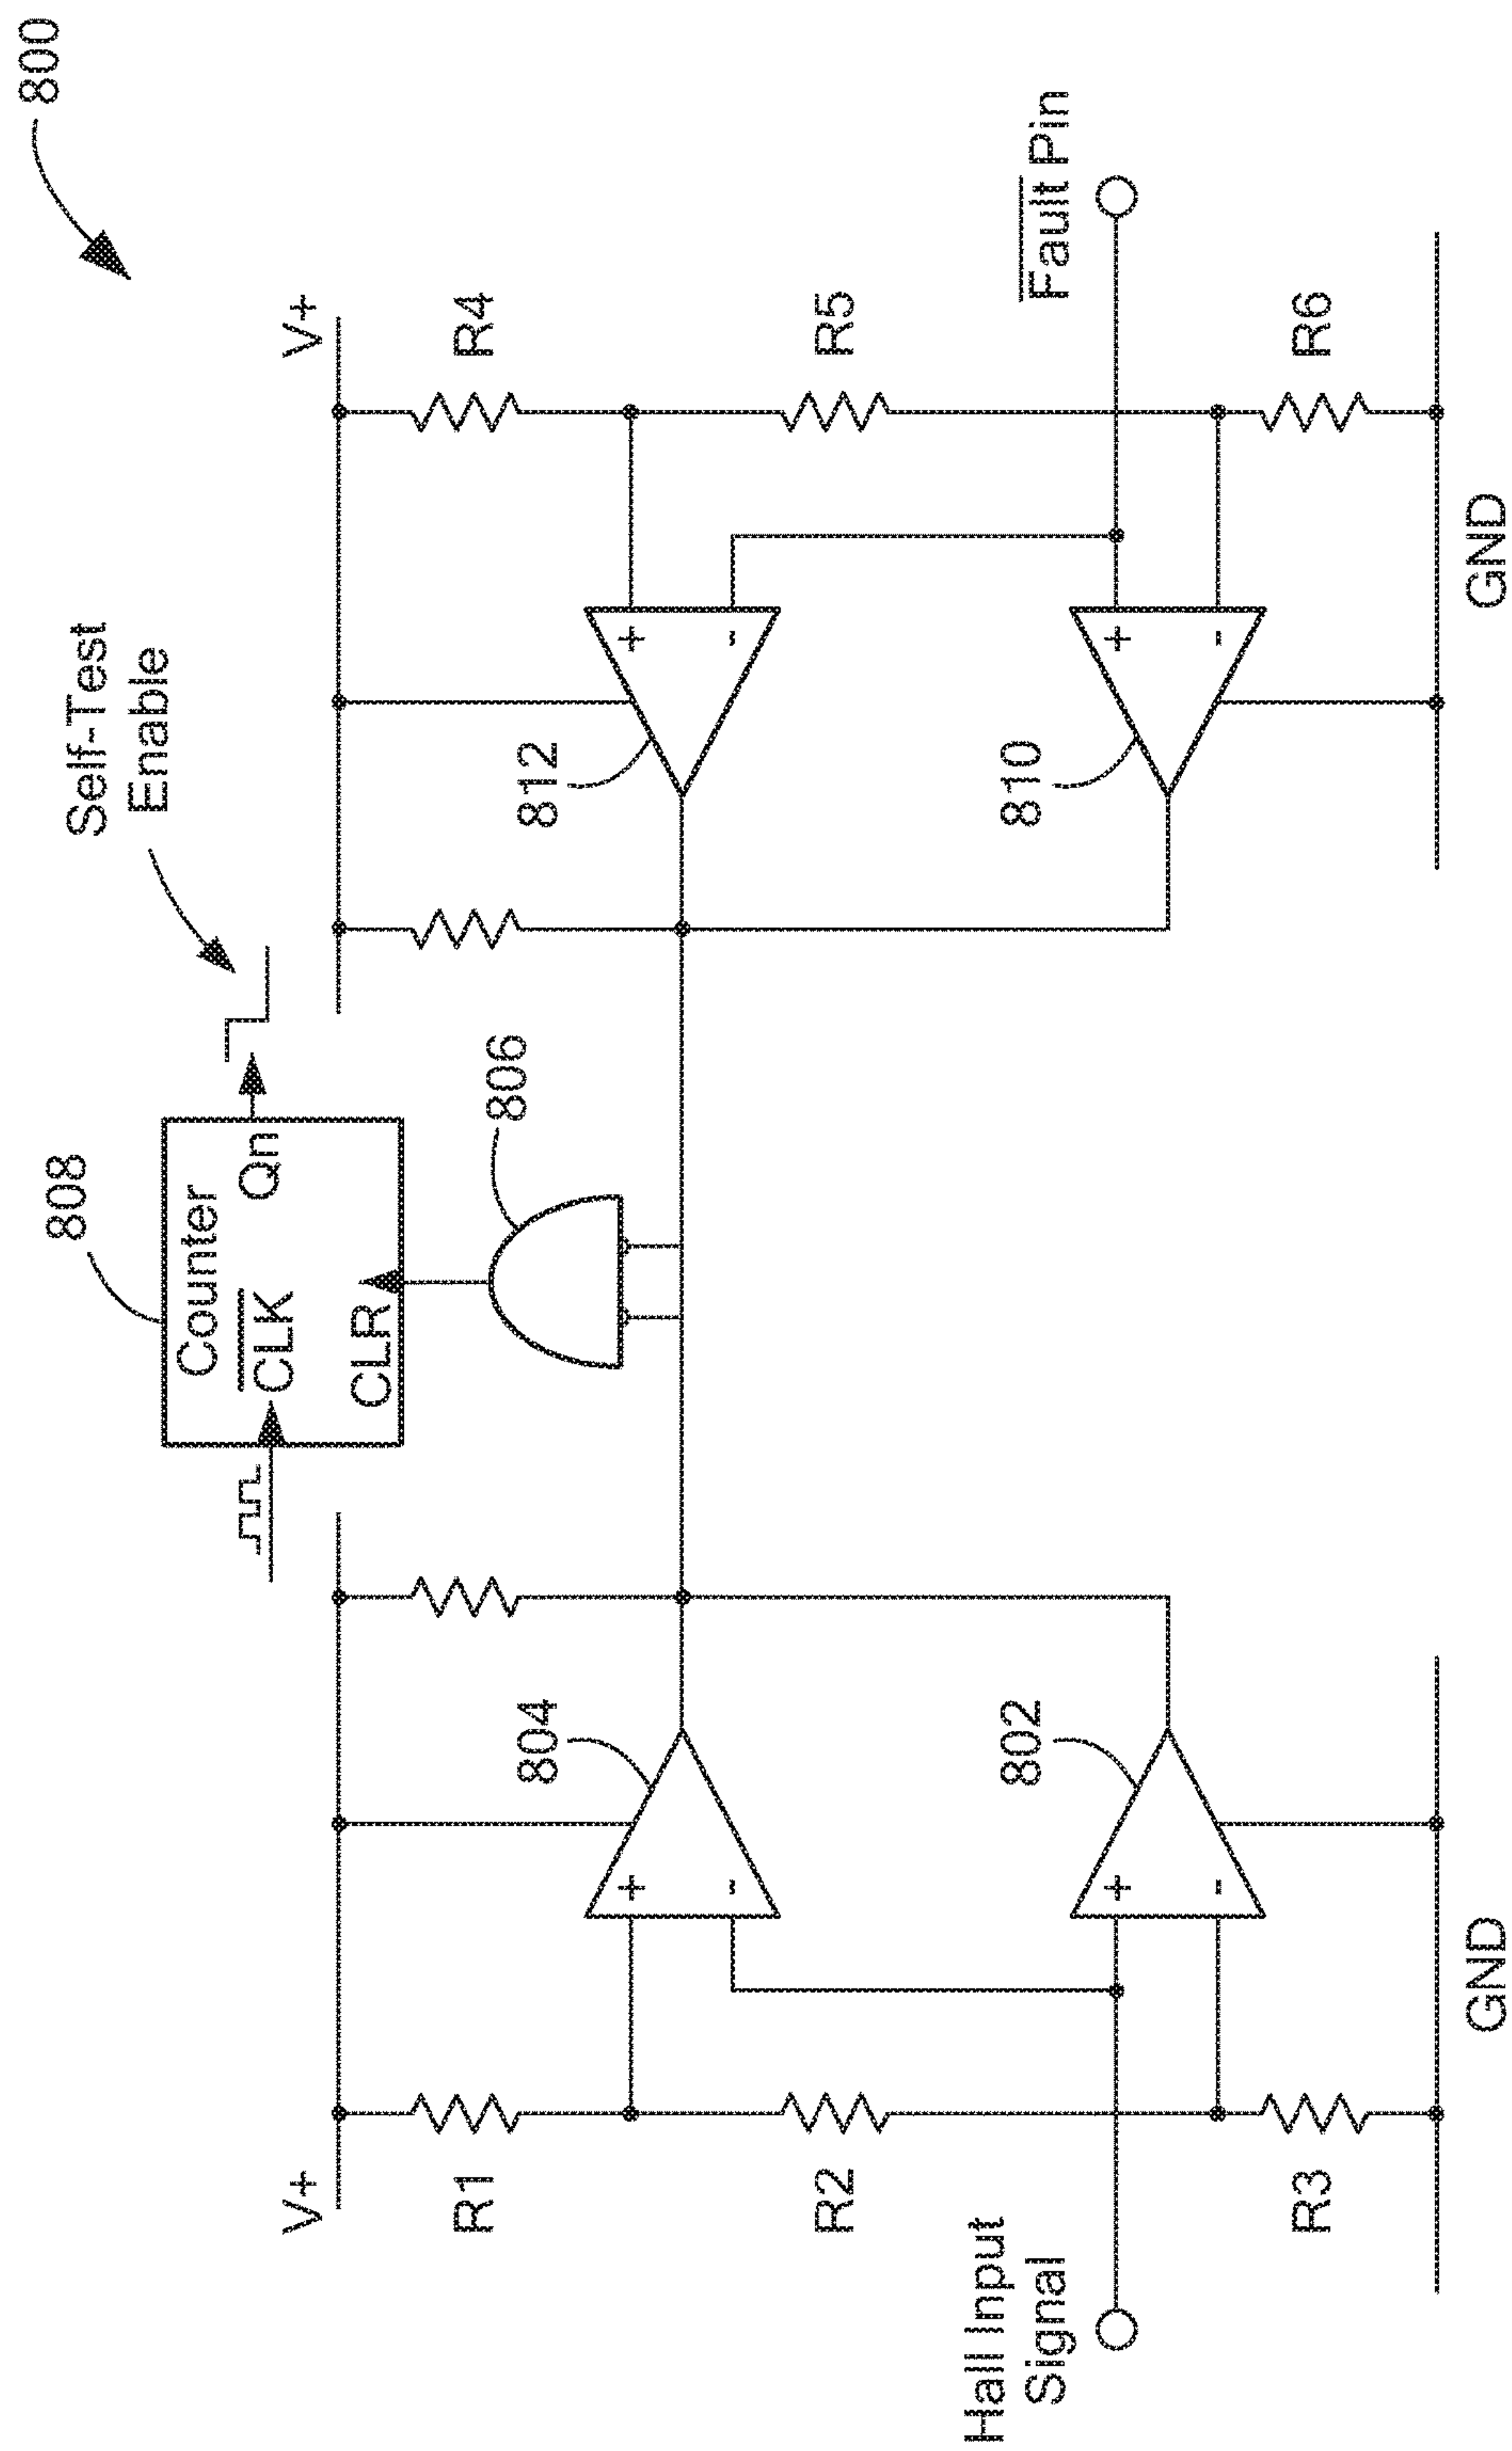 800
Self-Test
Enable
808
Counter
CLK
Qn
CLR
806
V+
V+
R1
804
+
-
812
+
-
R4
R2
R5
Hall Input
Signal
802
+
-
810
+
-
Fault Pin
R3
R6
GND
GND